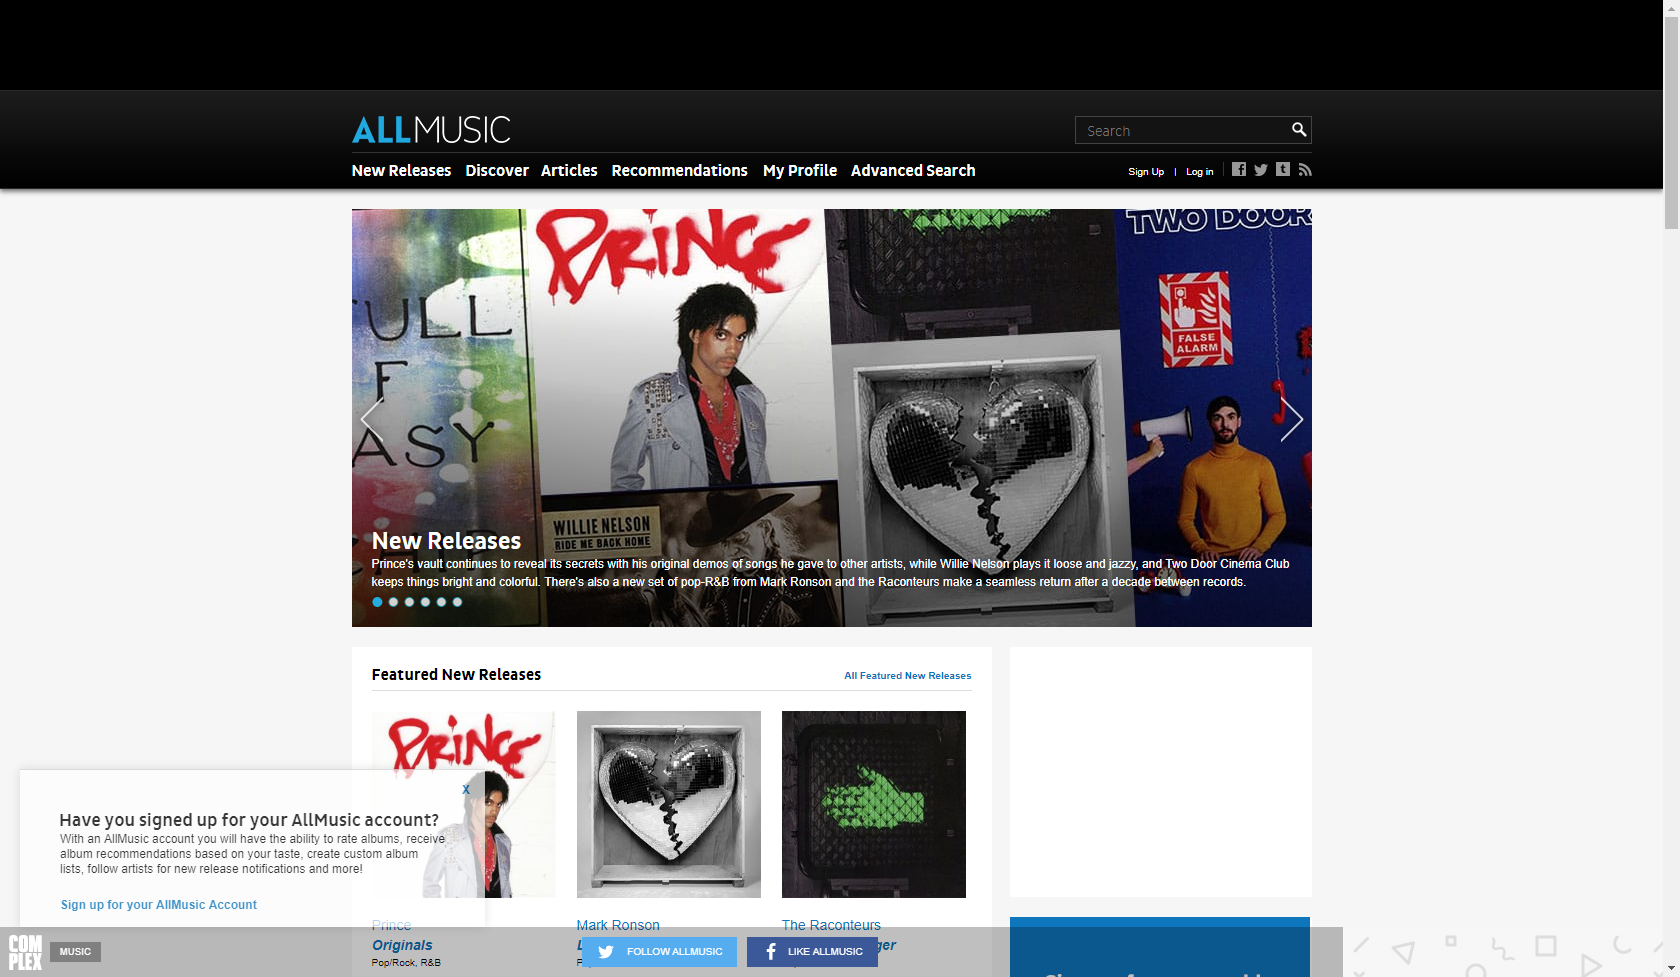 ALLMUSIC
Search
New Releases Discover Articles Recommendations My Profile Advanced Search
Sign Up | Log in
TWO DOOR
PRINCE
FULL
OF
EASY
FALSE
ALARM
WILLIE NELSON
RIDE ME BACK HOME
New Releases
Prince's vault continues to reveal its secrets with his original demos of songs he gave to other artists, while Willie Nelson plays it loose and jazzy, and Two Door Cinema Club
keeps things bright and colorful. There's also a new set of pop-R&B from Mark Ronson and the Raconteurs make a seamless return after a decade between records.
Featured New Releases
All Featured New Releases
PRINCE
X
Have you signed up for your AllMusic account?
With an AllMusic account you will have the ability to rate albums, receive
album recommendations based on your taste, create custom album
lists, follow artists for new release notifications and more!
Sign up for your AllMusic Account
Prince
Mark Ronson
The Raconteurs
Originals
Pop/Rock, R&B
COM
PLEX
MUSIC
FOLLOW ALLMUSIC
LIKE ALLMUSIC